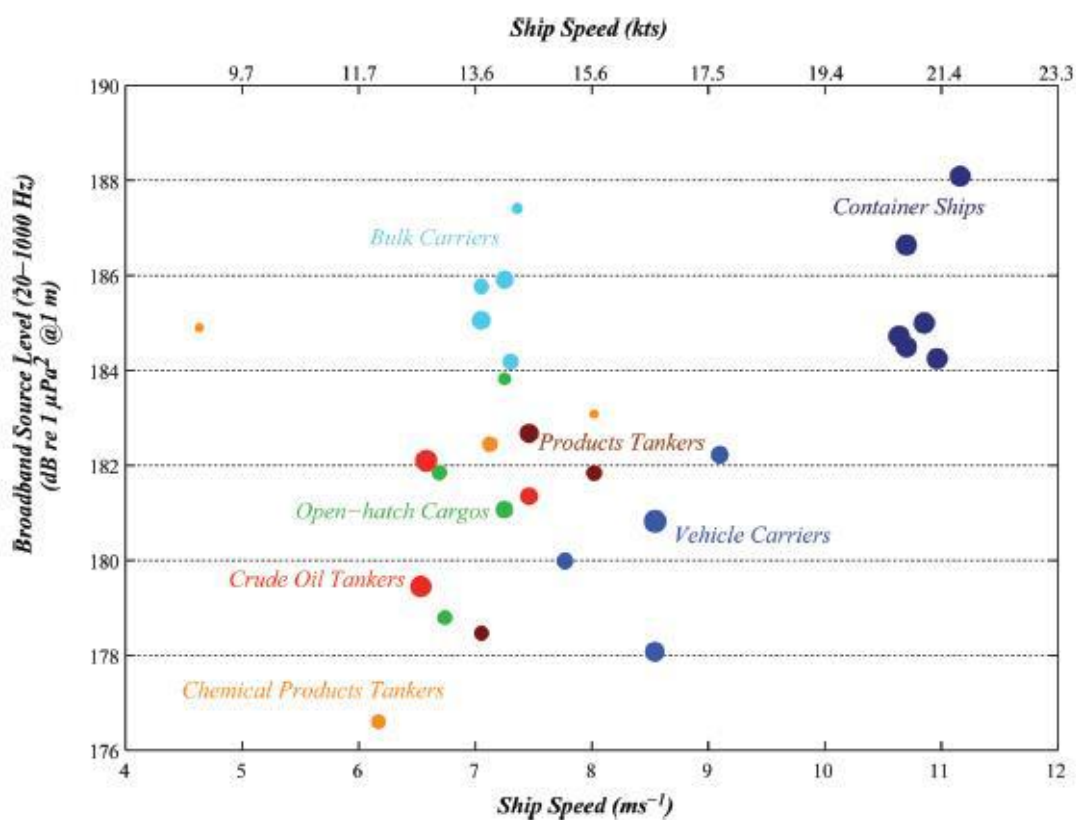 Ship Speed (kts)
9.7 11.7 13.6 15.6 17.5 19.4 21.4 23.3
190
188
186
184
182
180
178
176
Broadband Source Level (20−1000 Hz)
(dB re 1 µPa² @1 m)
Container Ships
Bulk Carriers
Products Tankers
Open−hatch Cargos
Vehicle Carriers
Crude Oil Tankers
Chemical Products Tankers
4 5 6 7 8 9 10 11 12
Ship Speed (ms⁻¹)